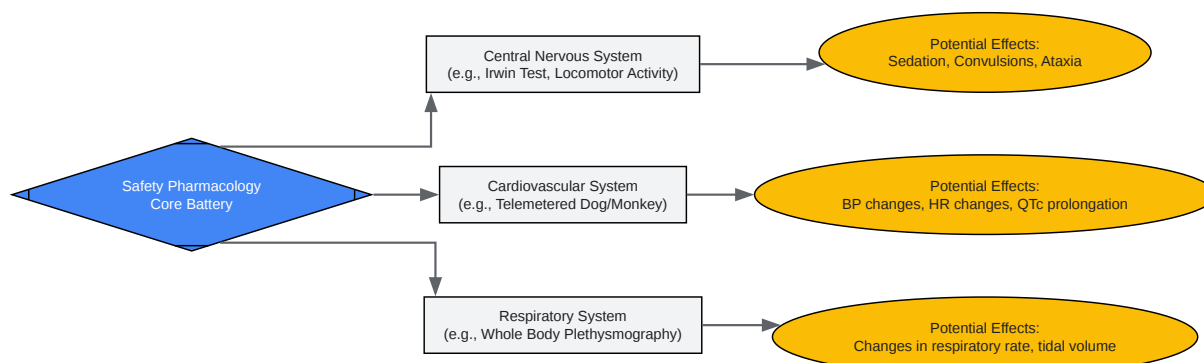 Central Nervous System
(e.g., Irwin Test, Locomotor Activity)
Potential Effects:
Sedation, Convulsions, Ataxia
Safety Pharmacology
Core Battery
Cardiovascular System
(e.g., Telemetered Dog/Monkey)
Potential Effects:
BP changes, HR changes, QTc prolongation
Respiratory System
(e.g., Whole Body Plethysmography)
Potential Effects:
Changes in respiratory rate, tidal volume